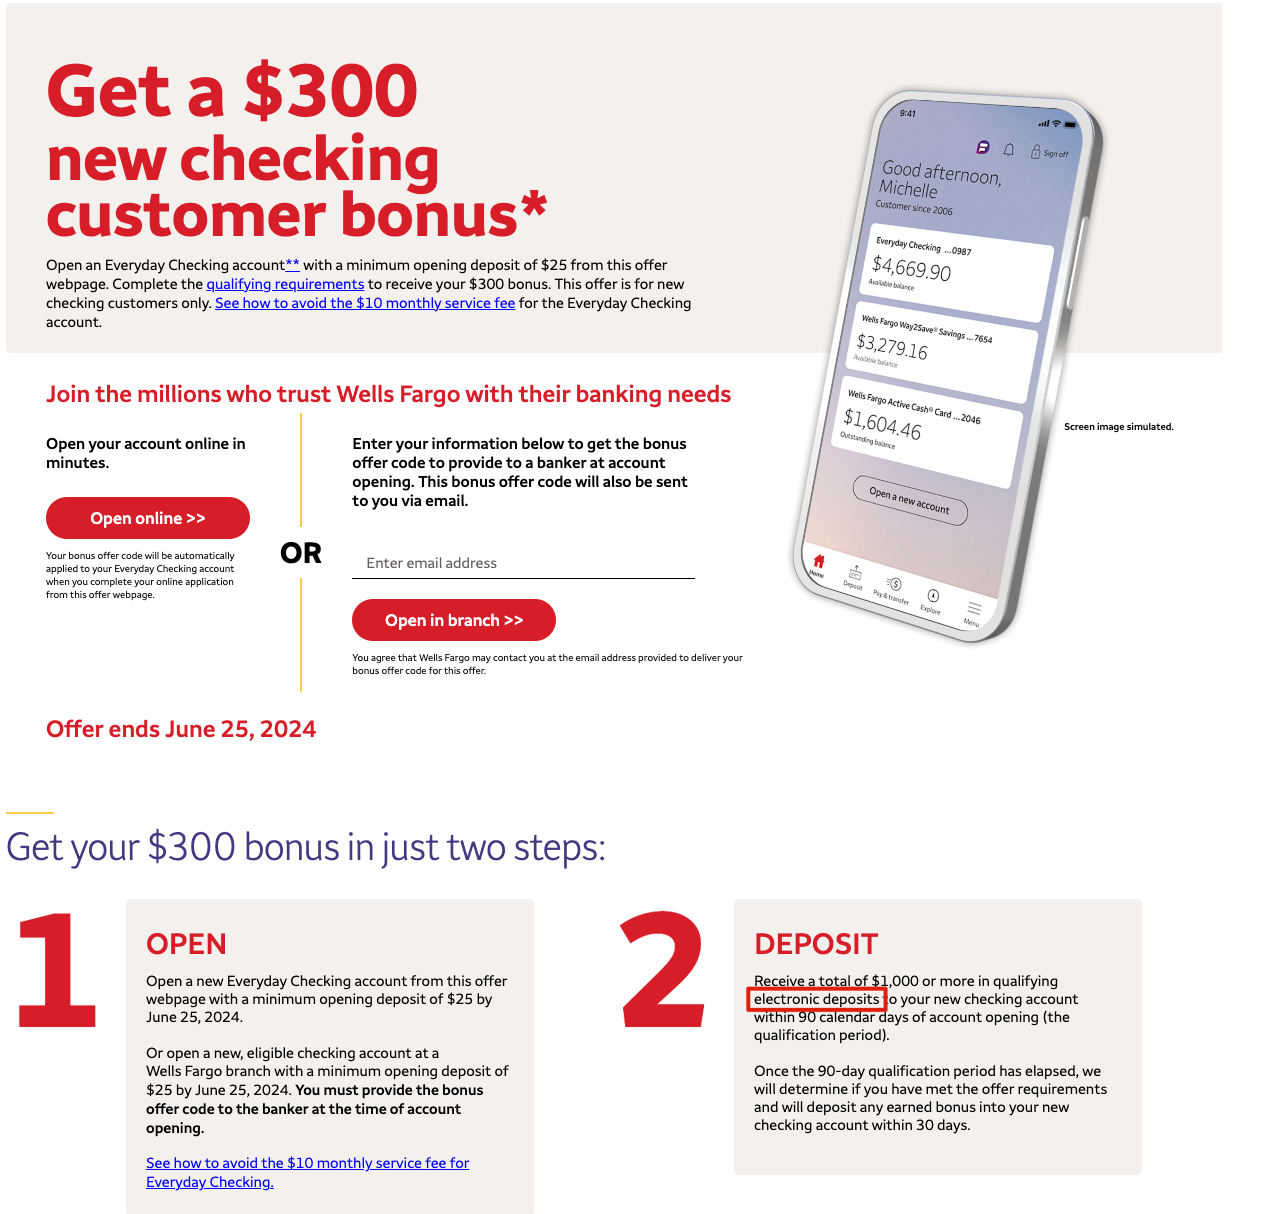 Get a $300
new checking
customer bonus*
Open an Everyday Checking account** with a minimum opening deposit of $25 from this offer
webpage. Complete the qualifying requirements to receive your $300 bonus. This offer is for new
checking customers only. See how to avoid the $10 monthly service fee for the Everyday Checking
account.
9:41
Sign off
Good afternoon,
Michelle
Customer since 2006
Everyday Checking ...0987
$4,669.90
Available balance
Wells Fargo Way2Save® Savings ...7654
$3,279.16
Available balance
Wells Fargo Active Cash® Card ...2046
$1,604.46
Outstanding balance
Open a new account
Home
Deposit
Pay & transfer
Explore
Menu
Screen image simulated.
Join the millions who trust Wells Fargo with their banking needs
Open your account online in
minutes.
Open online >>
Your bonus offer code will be automatically
applied to your Everyday Checking account
when you complete your online application
from this offer webpage.
OR
Enter your information below to get the bonus
offer code to provide to a banker at account
opening. This bonus offer code will also be sent
to you via email.
Enter email address
Open in branch >>
You agree that Wells Fargo may contact you at the email address provided to deliver your
bonus offer code for this offer.
Offer ends June 25, 2024
Get your $300 bonus in just two steps:
1
OPEN
Open a new Everyday Checking account from this offer
webpage with a minimum opening deposit of $25 by
June 25, 2024.
Or open a new, eligible checking account at a
Wells Fargo branch with a minimum opening deposit of
$25 by June 25, 2024. You must provide the bonus
offer code to the banker at the time of account
opening.
See how to avoid the $10 monthly service fee for
Everyday Checking.
2
DEPOSIT
Receive a total of $1,000 or more in qualifying
electronic deposits to your new checking account
within 90 calendar days of account opening (the
qualification period).
Once the 90-day qualification period has elapsed, we
will determine if you have met the offer requirements
and will deposit any earned bonus into your new
checking account within 30 days.